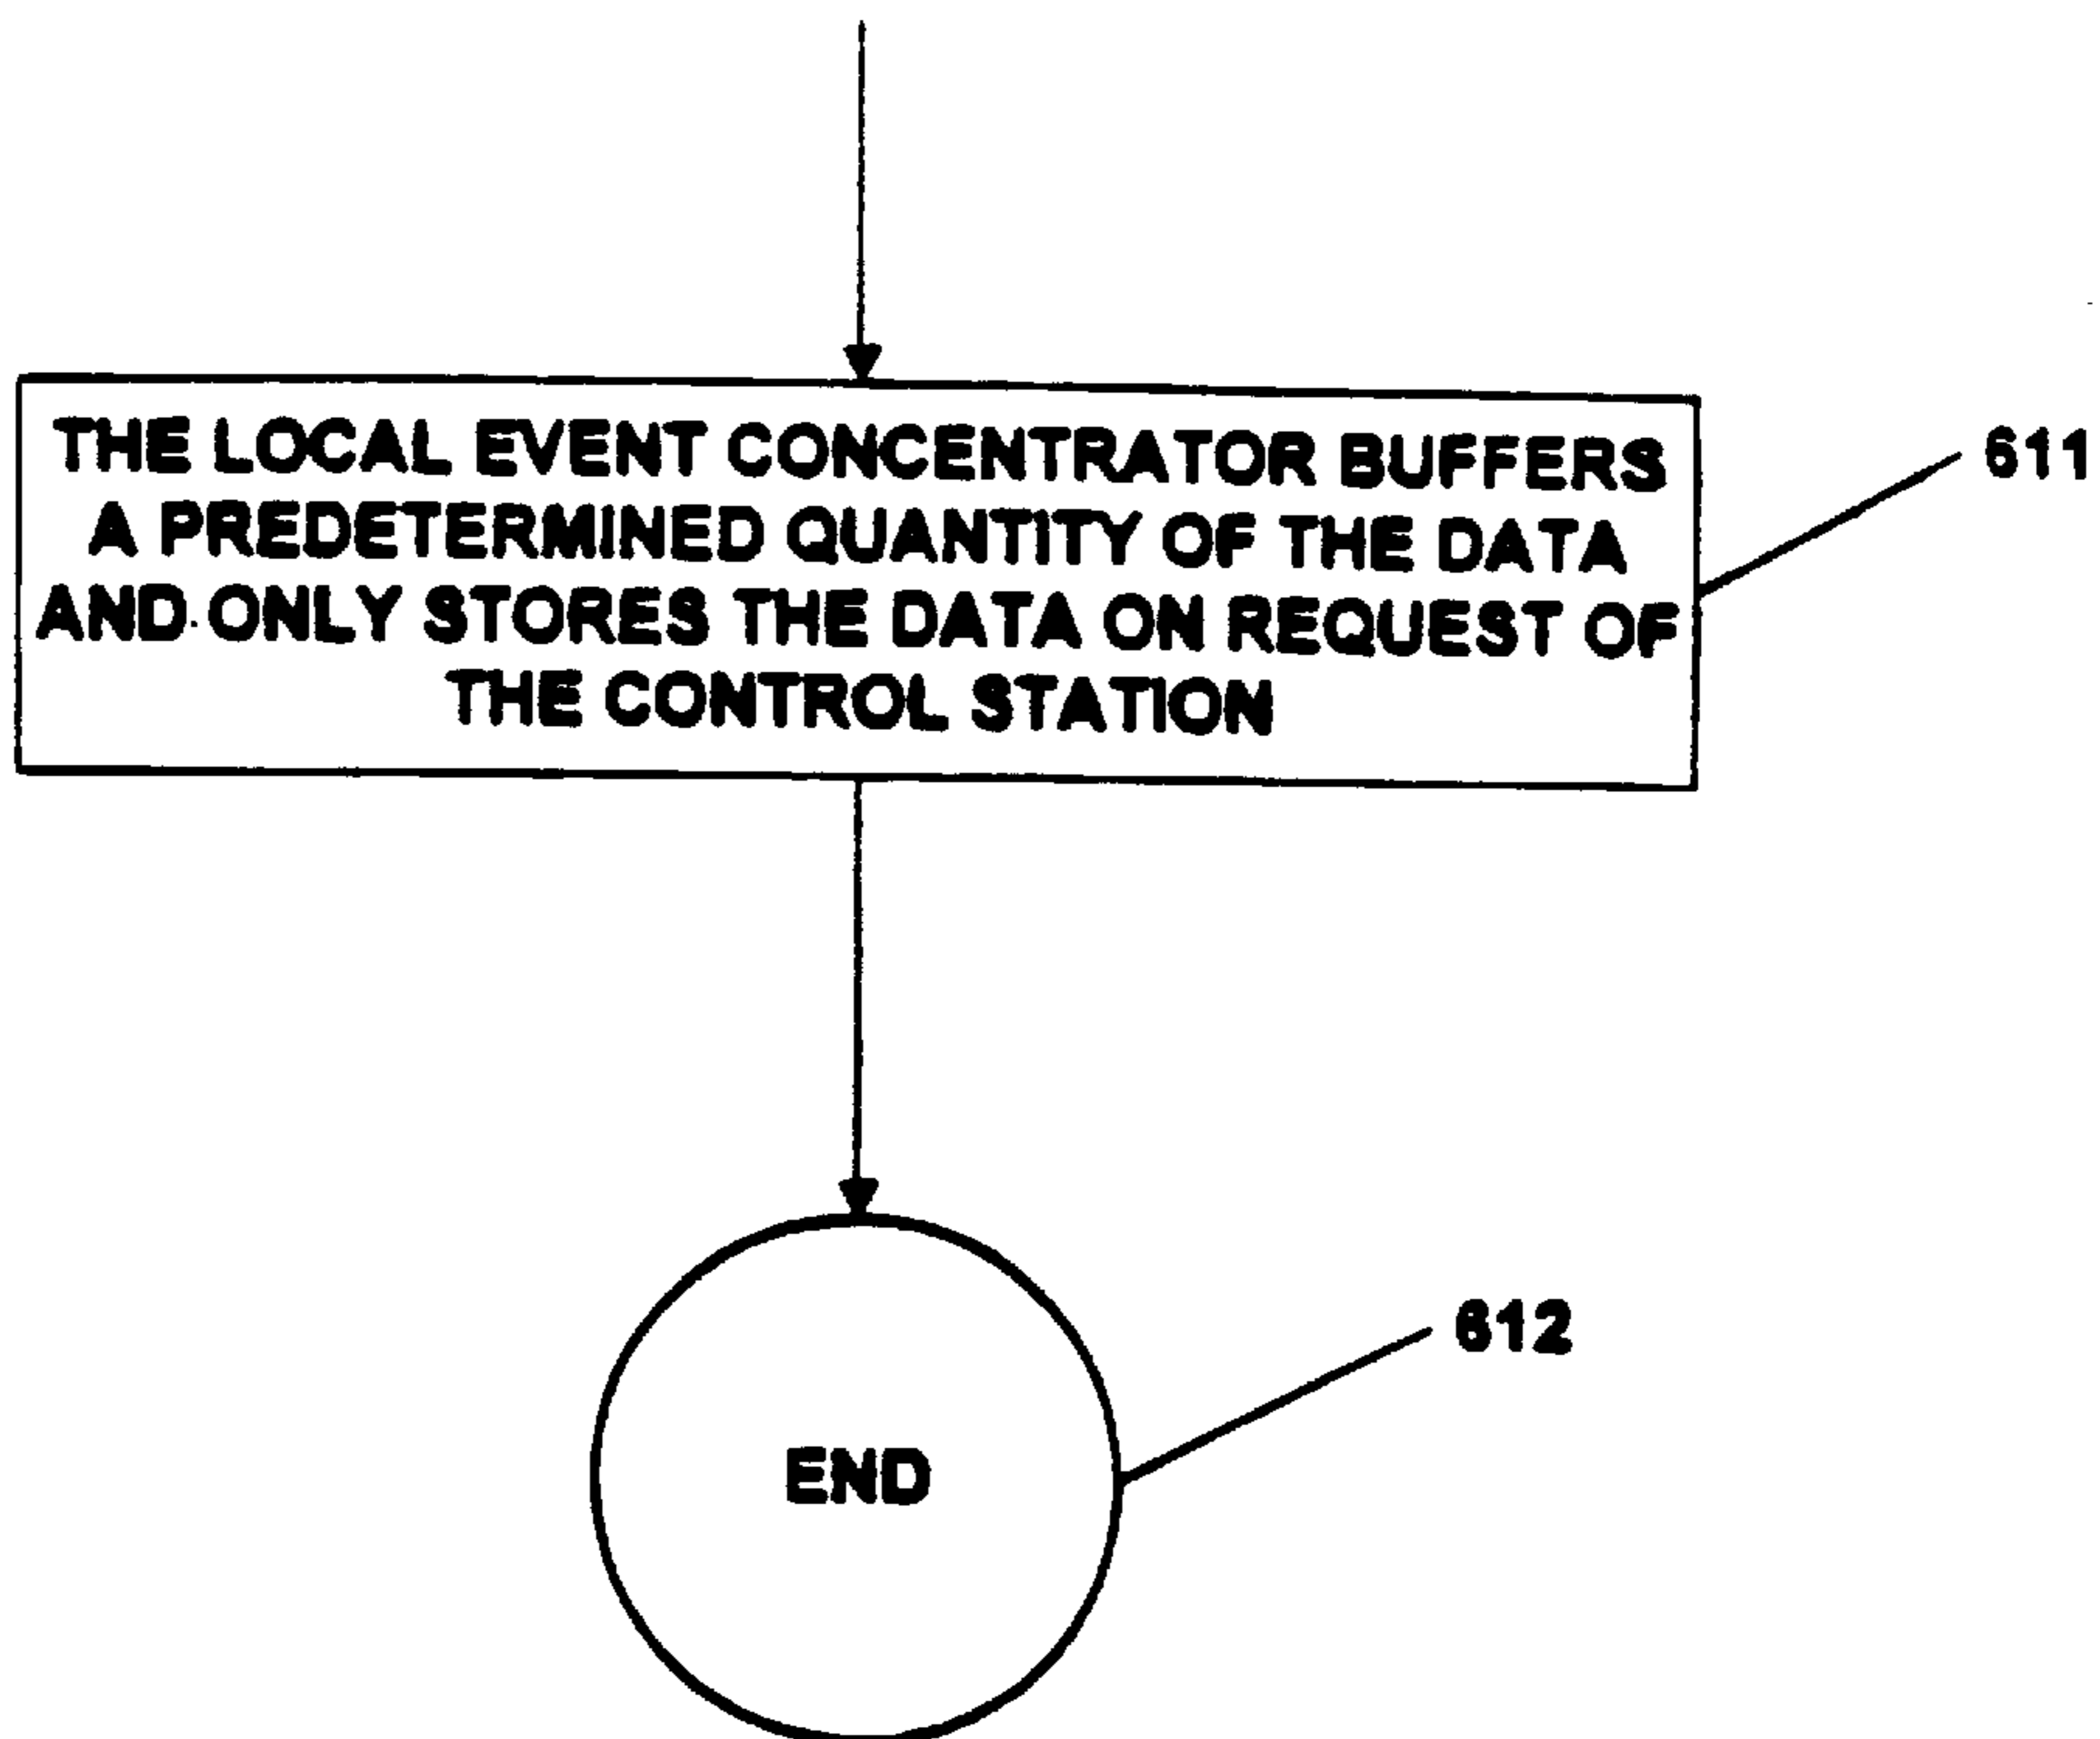 THE LOCAL EVENT CONCENTRATOR BUFFERS
A PREDETERMINED QUANTITY OF THE DATA
AND ONLY STORES THE DATA ON REQUEST OF
THE CONTROL STATION
611
612
END